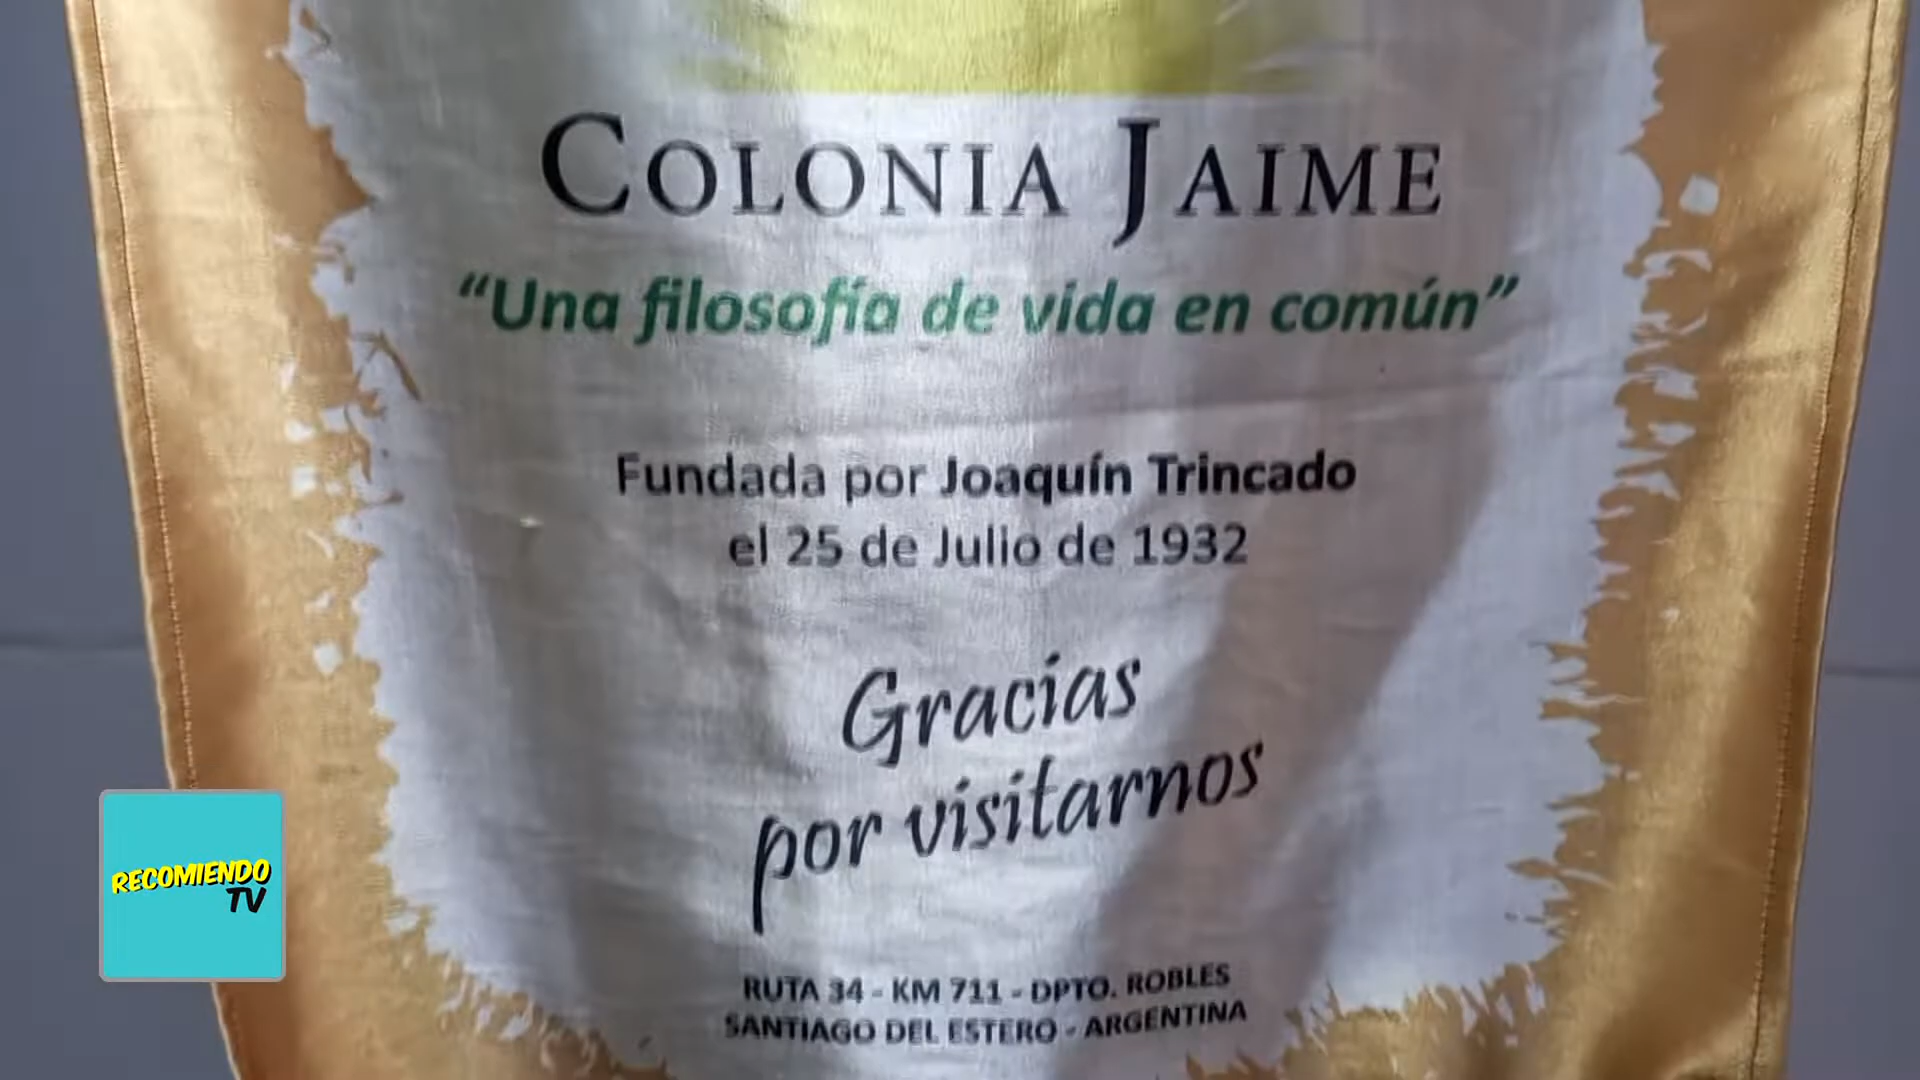 COLONIA JAIME
“Una filosofía de vida en común”
Fundada por Joaquín Trincado
el 25 de Julio de 1932
Gracias
por visitarnos
RUTA 34 - KM 711 - DPTO. ROBLES
SANTIAGO DEL ESTERO - ARGENTINA
RECOMIENDO
TV